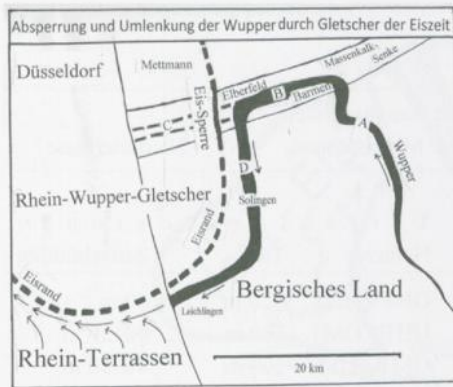 Absperrung und Umlenkung der Wupper durch Gletscher der Eiszeit
Düsseldorf
Mettmann
Eis-Sperre
Elberfeld
B
Barmen
Massenkalk-
Senke
C
A
Wupper
D
Rhein-Wupper-Gletscher
Solingen
Eisrand
Eisrand
Bergisches Land
Leichlingen
Rhein-Terrassen
20 km